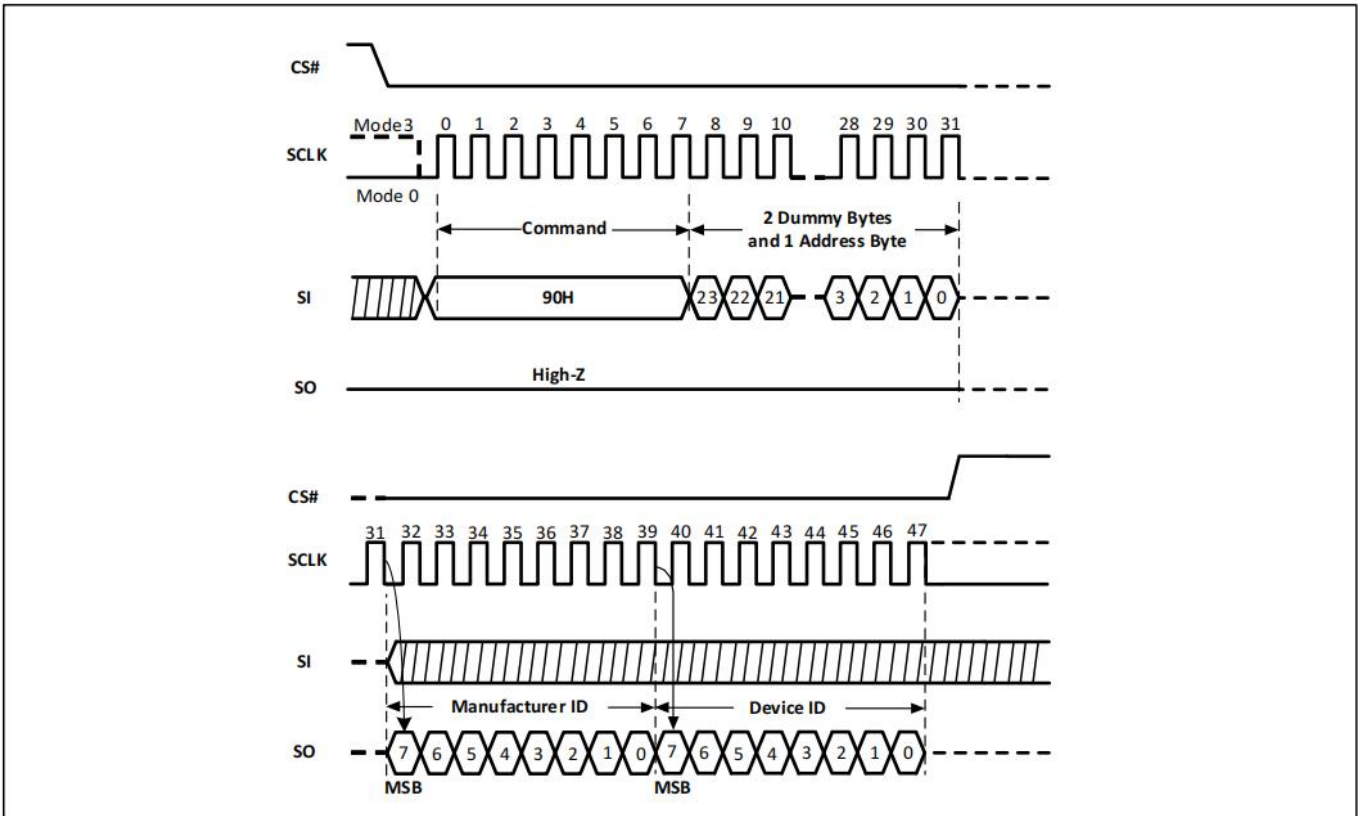 CS#
Mode3 0 1 2 3 4 5 6 7 8 9 10 28 29 30 31
SCLK
Mode 0
Command
2 Dummy Bytes
and 1 Address Byte
SI 90H 23 22 21 3 2 1 0
High-Z
SO
CS#
31 32 33 34 35 36 37 38 39 40 41 42 43 44 45 46 47
SCLK
SI
Manufacturer ID Device ID
SO 7 6 5 4 3 2 1 0 7 6 5 4 3 2 1 0
MSB MSB